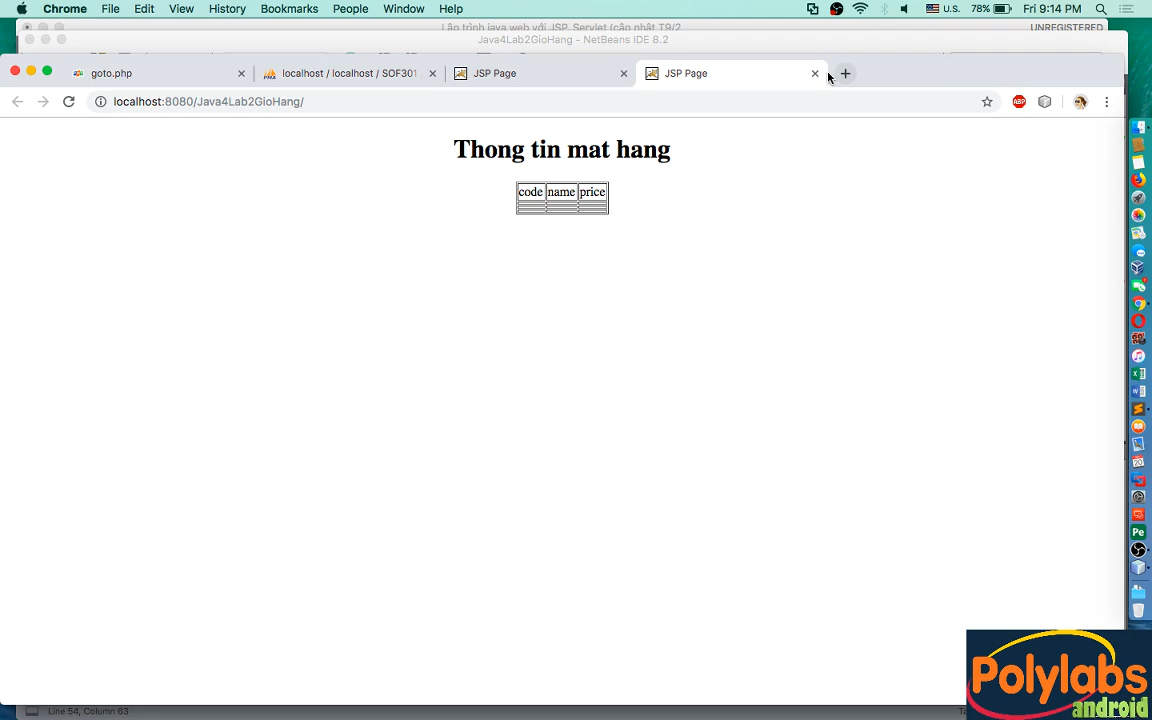 Chrome File Edit View History Bookmarks People Window Help U.S. 78% Fri 9:14 PM
Lập trình java web với JSP, Servlet (cập nhật T9/2 UNREGISTERED
Java4Lab2GioHang - NetBeans IDE 8.2
goto.php localhost / localhost / SOF301 JSP Page JSP Page
localhost:8080/Java4Lab2GioHang/ ABP
Thong tin mat hang
code name price
Pe
Polylabs
android
Line 54, Column 63